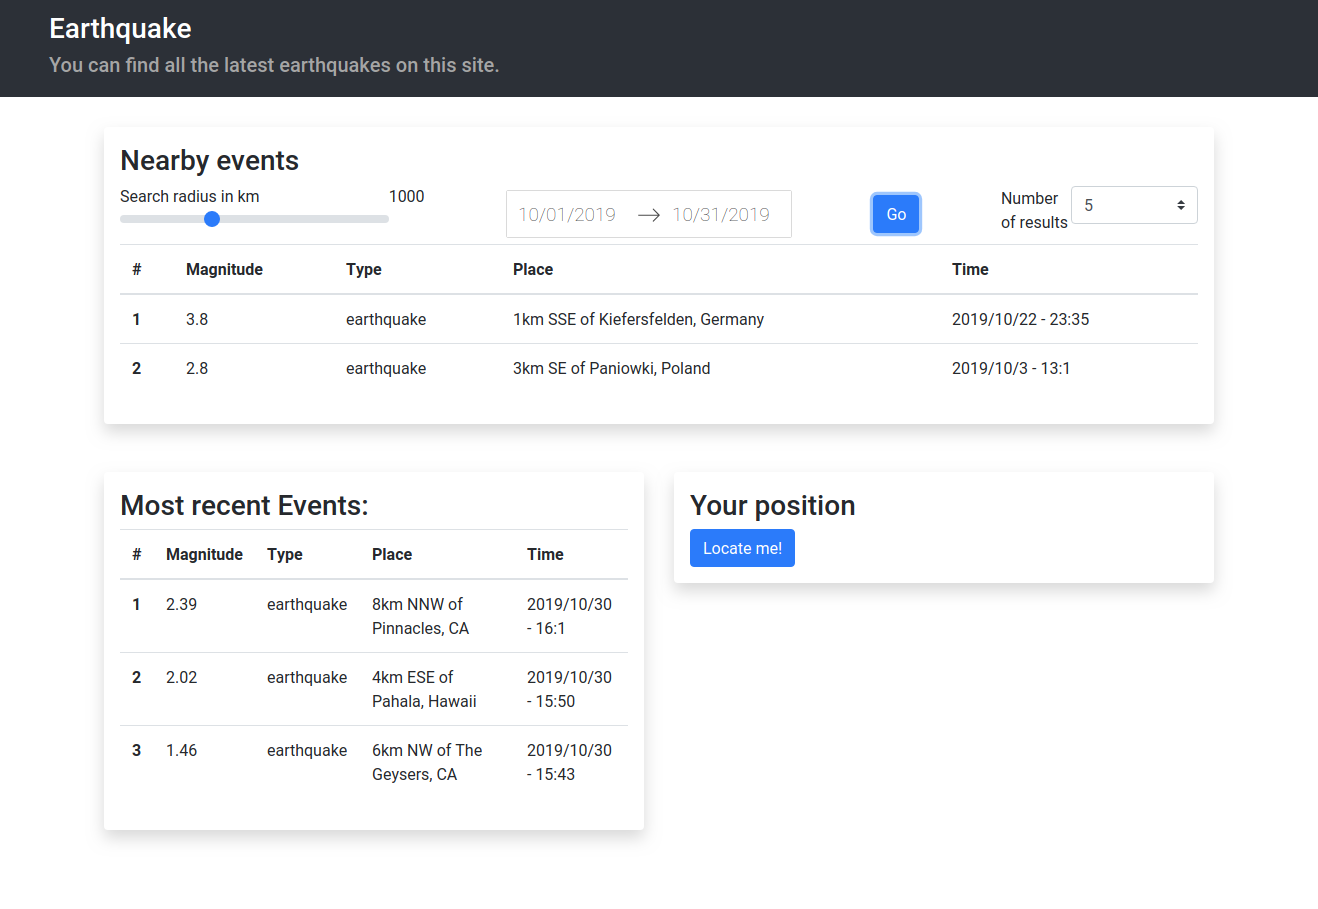 Earthquake
You can find all the latest earthquakes on this site.
Nearby events
Search radius in km 1000
10/01/2019 → 10/31/2019
Go
Number
of results
5
# Magnitude Type Place Time
1 3.8 earthquake 1km SSE of Kiefersfelden, Germany 2019/10/22 - 23:35
2 2.8 earthquake 3km SE of Paniowki, Poland 2019/10/3 - 13:1
Most recent Events:
# Magnitude Type Place Time
1 2.39 earthquake 8km NNW of 2019/10/30
Pinnacles, CA - 16:1
2 2.02 earthquake 4km ESE of 2019/10/30
Pahala, Hawaii - 15:50
3 1.46 earthquake 6km NW of The 2019/10/30
Geysers, CA - 15:43
Your position
Locate me!